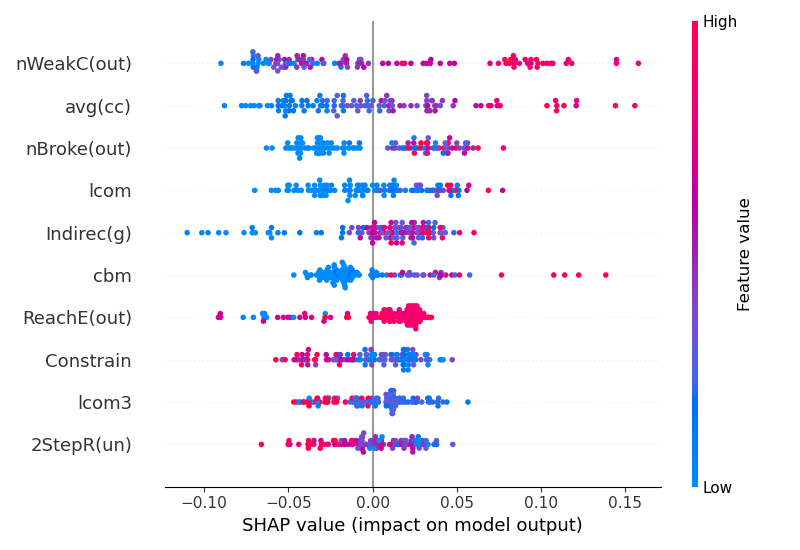 High
nWeakC(out)
avg(cc)
nBroke(out)
lcom
Indirec(g)
cbm
ReachE(out)
Constrain
lcom3
2StepR(un)
Feature value
Low
−0.10 −0.05 0.00 0.05 0.10 0.15
SHAP value (impact on model output)